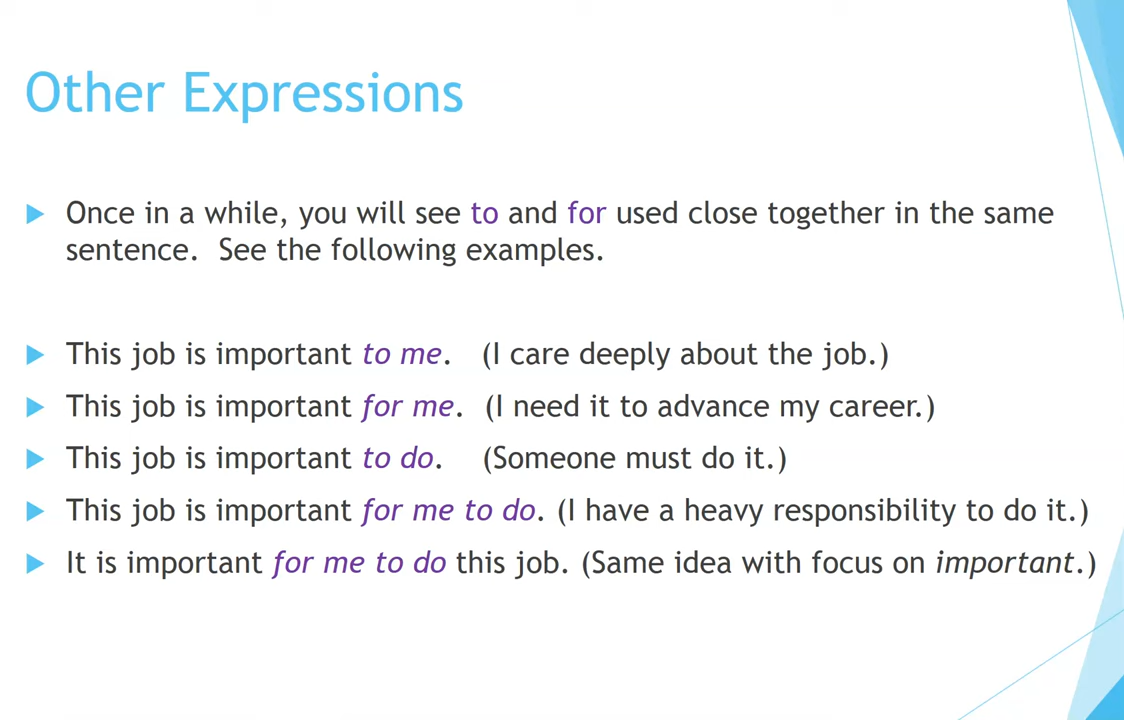 Other Expressions
Once in a while, you will see to and for used close together in the same
sentence.  See the following examples.
This job is important to me.   (I care deeply about the job.)
This job is important for me.  (I need it to advance my career.)
This job is important to do.    (Someone must do it.)
This job is important for me to do. (I have a heavy responsibility to do it.)
It is important for me to do this job. (Same idea with focus on important.)